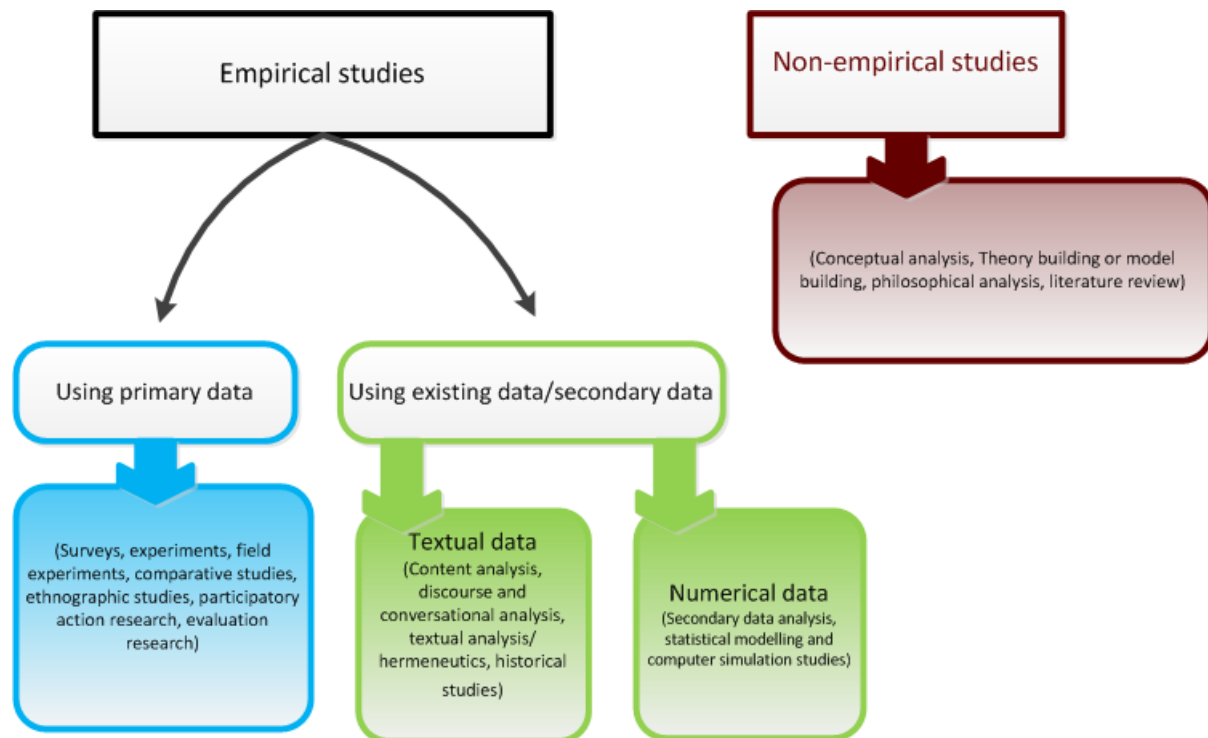 Empirical studies
Non-empirical studies
(Conceptual analysis, Theory building or model
building, philosophical analysis, literature review)
Using primary data
Using existing data/secondary data
(Surveys, experiments, field
experiments, comparative studies,
ethnographic studies, participatory
action research, evaluation
research)
Textual data
(Content analysis,
discourse and
conversational analysis,
textual analysis/
hermeneutics, historical
studies)
Numerical data
(Secondary data analysis,
statistical modelling and
computer simulation studies)